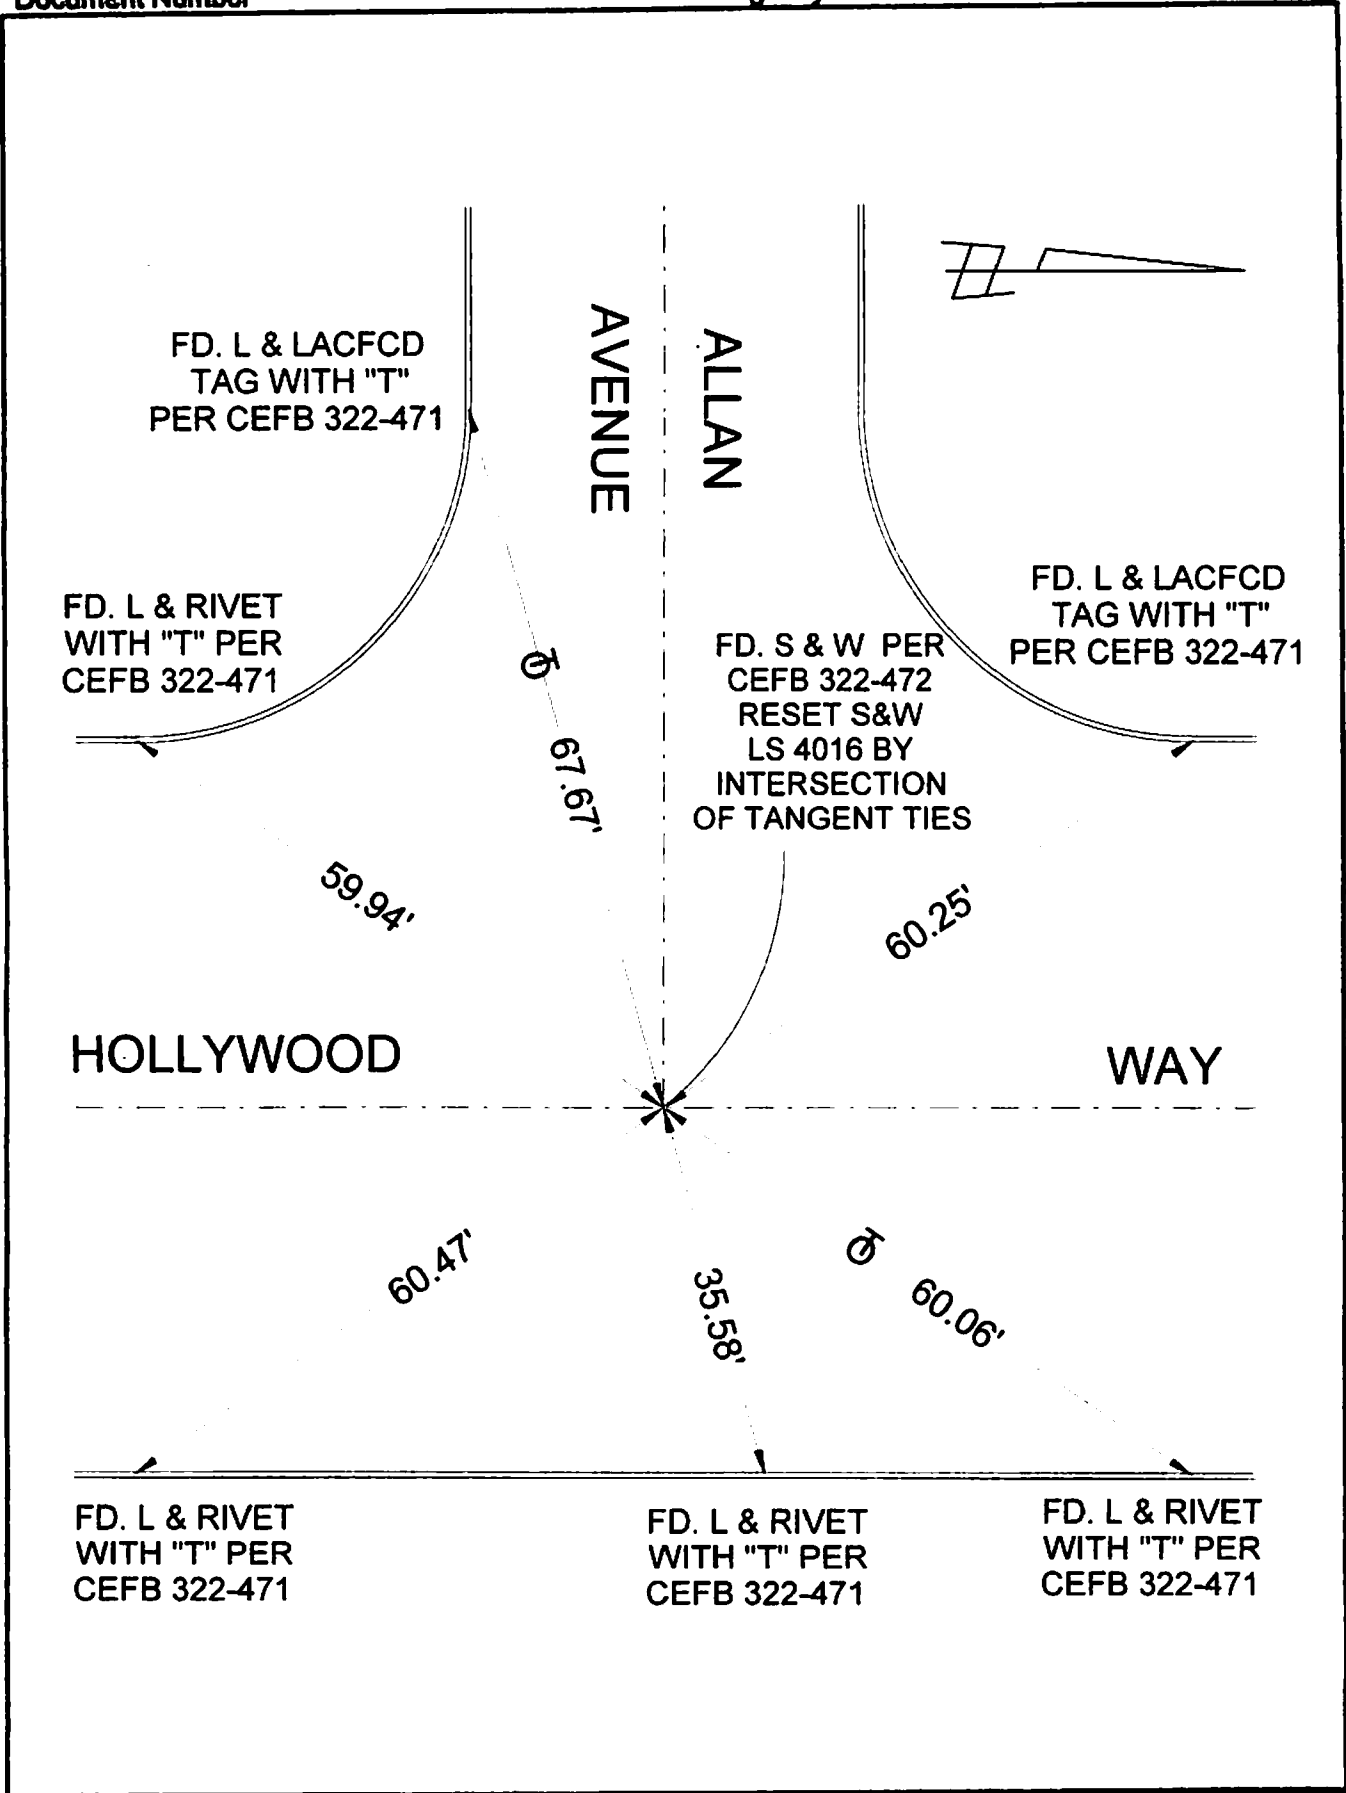 Document Number
FD. L & LACFCD
TAG WITH "T"
PER CEFB 322-471
AVENUE
ALLAN
N
FD. L & RIVET
WITH "T" PER
CEFB 322-471
FD. S & W PER
CEFB 322-472
RESET S&W
LS 4016 BY
INTERSECTION
OF TANGENT TIES
FD. L & LACFCD
TAG WITH "T"
PER CEFB 322-471
67.67'
59.94'
60.25'
HOLLYWOOD
WAY
60.47'
35.58'
60.06'
FD. L & RIVET
WITH "T" PER
CEFB 322-471
FD. L & RIVET
WITH "T" PER
CEFB 322-471
FD. L & RIVET
WITH "T" PER
CEFB 322-471